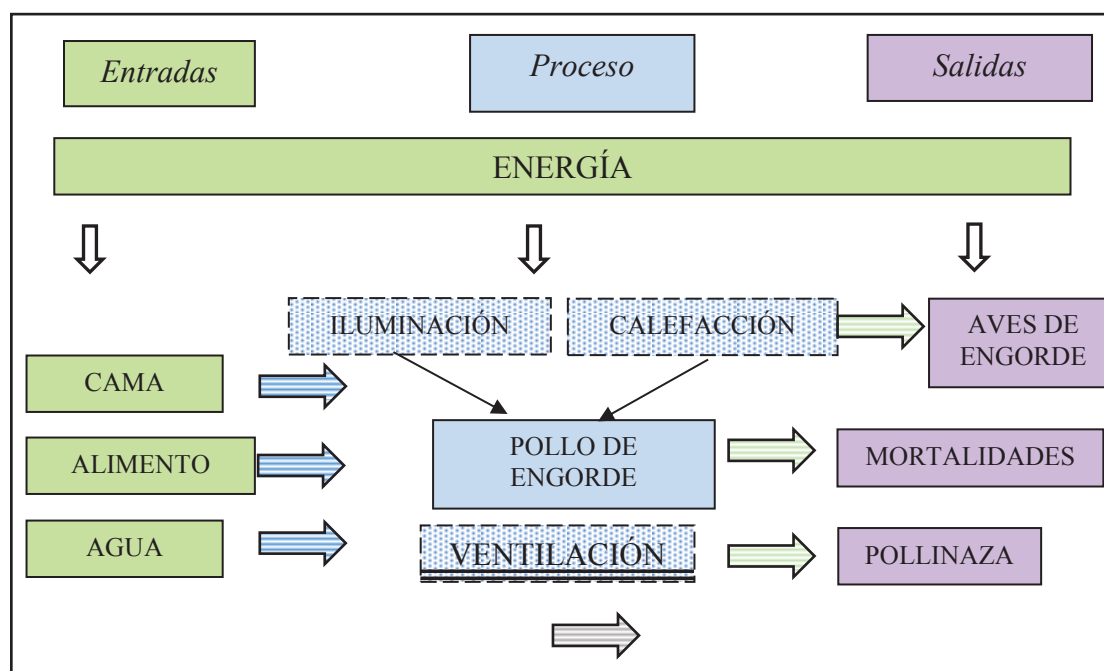 Entradas
Proceso
Salidas
ENERGÍA
ILUMINACIÓN
CALEFACCIÓN
AVES DE
ENGORDE
CAMA
ALIMENTO
POLLO DE
ENGORDE
MORTALIDADES
AGUA
VENTILACIÓN
POLLINAZA